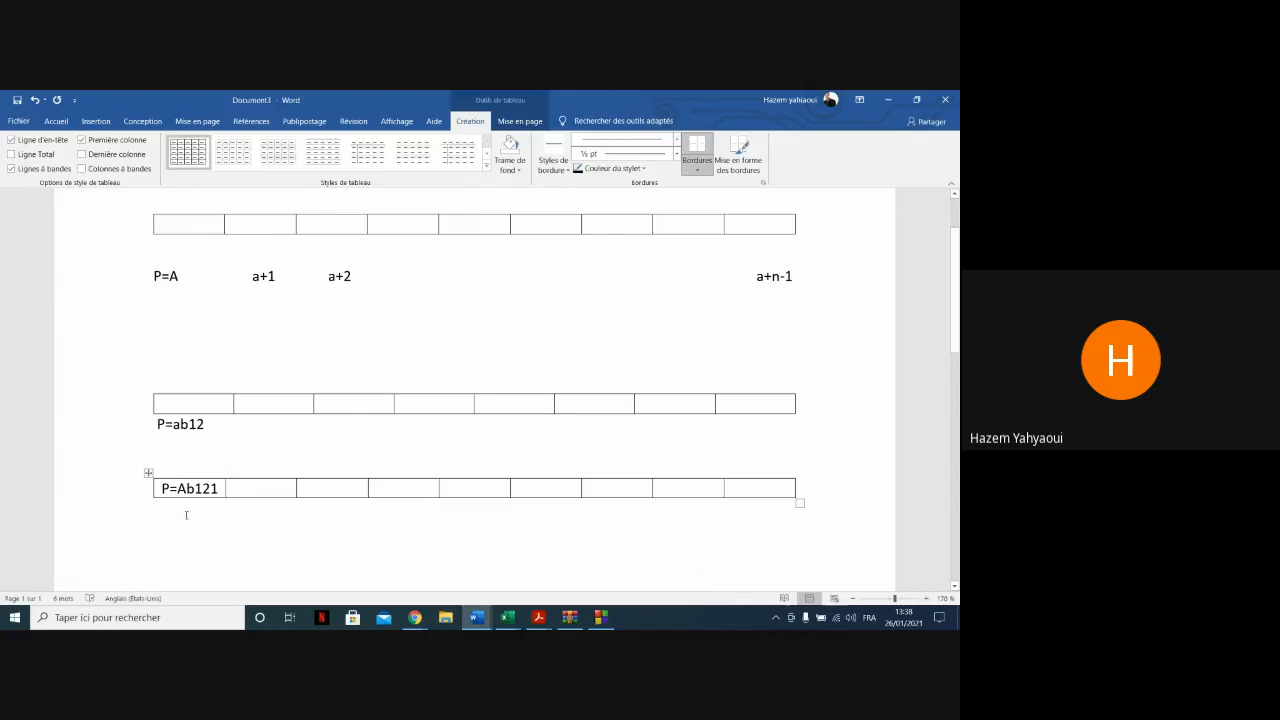 Document3 - Word
Outils de tableau
Hazem yahiaoui
Fichier Accueil Insertion Conception Mise en page Références Publipostage Révision Affichage Aide Création Mise en page Rechercher des outils adaptés Partager
Ligne d'en-tête Première colonne
Ligne Total Dernière colonne
Lignes à bandes Colonnes à bandes
Options de style de tableau
Styles de tableau
Trame de fond
Styles de bordure
½ pt
Couleur du stylet
Bordures
Mise en forme des bordures
Bordures
P=A a+1 a+2 a+n-1
P=ab12
P=Ab121
Page 1 sur 1 6 mots Anglais (États-Unis) 170 %
Taper ici pour rechercher
FRA
13:38
26/01/2021
H
Hazem Yahyaoui